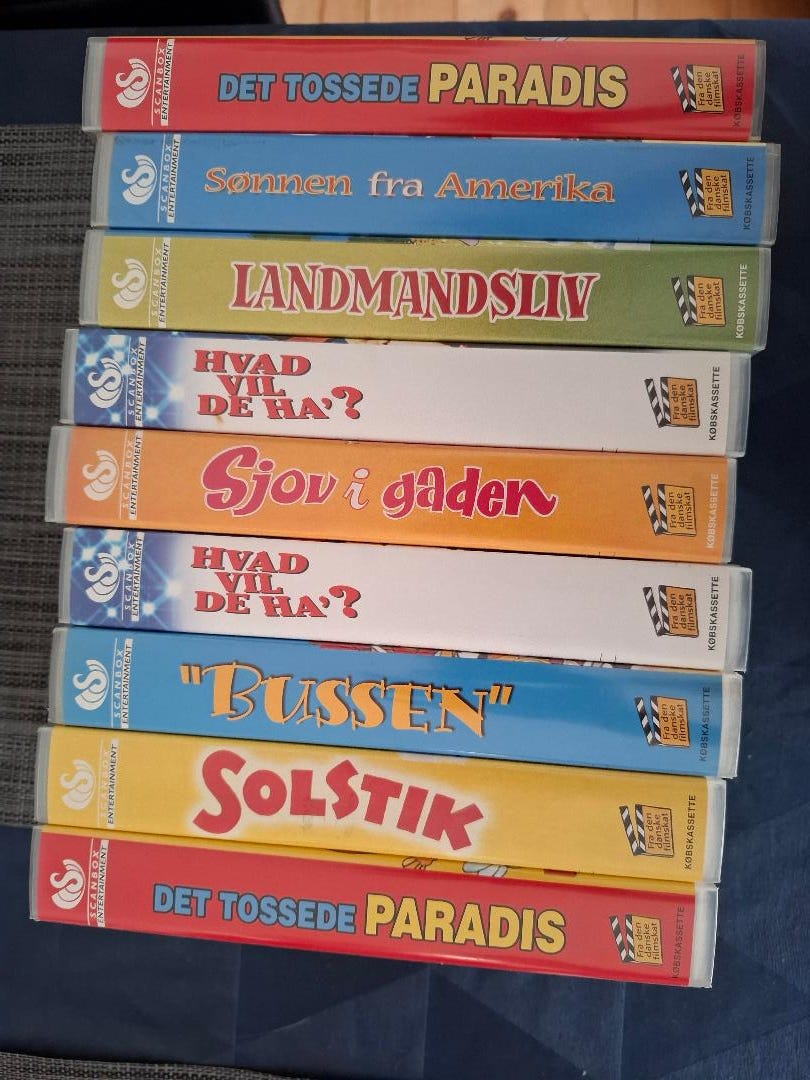 SCANBOX
ENTERTAINMENT
DET TOSSEDE PARADIS
Fra den
danske
filmskat
KØBSKASSETTE
SCANBOX
ENTERTAINMENT
Sønnen fra Amerika
Fra den
danske
filmskat
KØBSKASSETTE
SCANBOX
ENTERTAINMENT
LANDMANDSLIV
Fra den
danske
filmskat
KØBSKASSETTE
SCANBOX
ENTERTAINMENT
HVAD
VIL
DE HA'?
Fra den
danske
filmskat
KØBSKASSETTE
SCANBOX
ENTERTAINMENT
Sjov i gaden
Fra den
danske
filmskat
KØBSKASSETTE
SCANBOX
ENTERTAINMENT
HVAD
VIL
DE HA'?
Fra den
danske
filmskat
KØBSKASSETTE
SCANBOX
ENTERTAINMENT
"BUSSEN"
Fra den
danske
filmskat
KØBSKASSETTE
SCANBOX
ENTERTAINMENT
SOLSTIK
Fra den
danske
filmskat
KØBSKASSETTE
SCANBOX
ENTERTAINMENT
DET TOSSEDE PARADIS
Fra den
danske
filmskat
KØBSKASSETTE